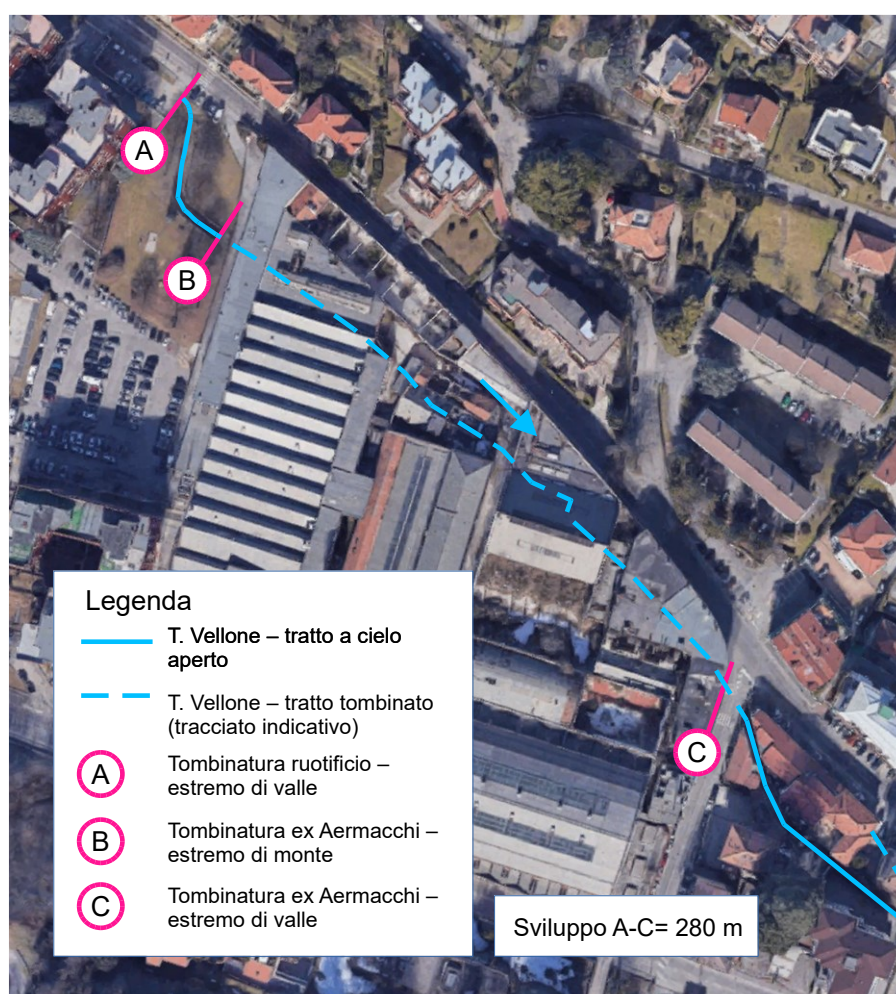 A
B
C
Legenda
T. Vellone – tratto a cielo
aperto
T. Vellone – tratto tombinato
(tracciato indicativo)
A
Tombinatura ruotificio –
estremo di valle
B
Tombinatura ex Aermacchi –
estremo di monte
C
Tombinatura ex Aermacchi –
estremo di valle
Sviluppo A-C= 280 m